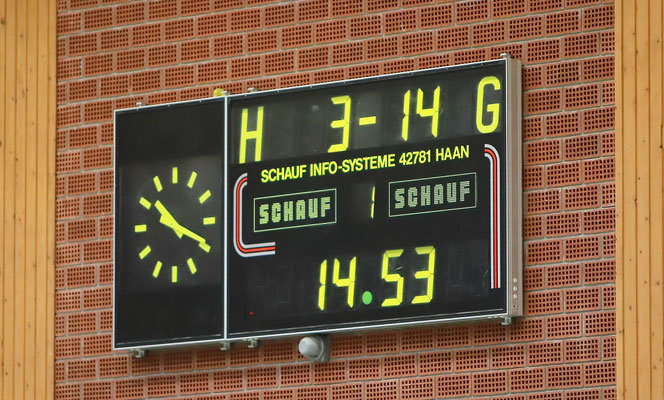 H 3-14 G
SCHAUF INFO-SYSTEME 42781 HAAN
SCHAUF 1 SCHAUF
14.53